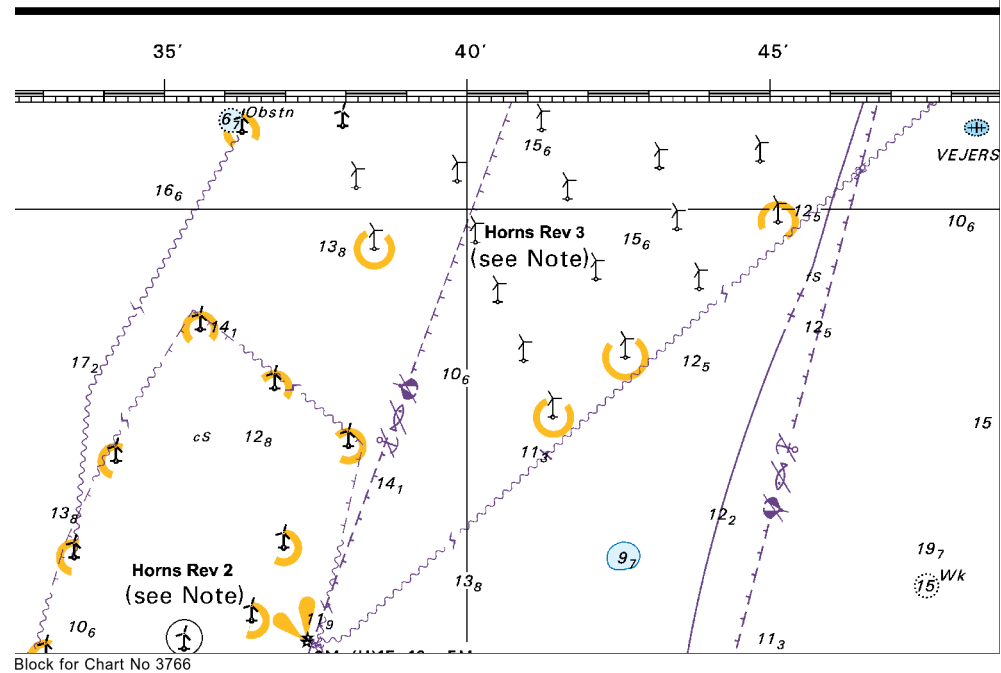 35' 40' 45'
6₇ Obstn
15₆
VEJERS
16₆
12₅
10₆
13₈
Horns Rev 3
15₆
(see Note)
fS
14₁
12₅
17₂
12₅
10₆
cS
12₈
15
11₃
14₁
13₈
12₂
19₇
9₇
Horns Rev 2
Wk
13₈
15
(see Note)
11₉
10₆
11₃
Block for Chart No 3766